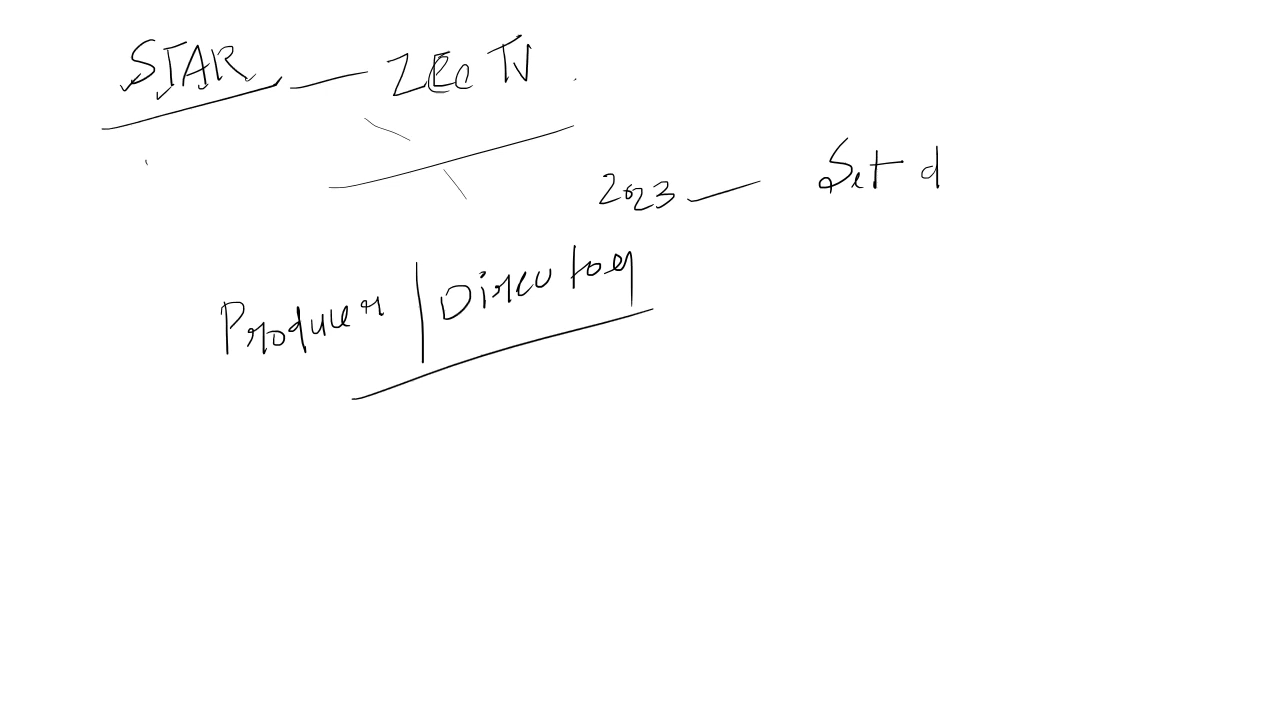 STAR — Zee TV
2023 — Set d
Producer / Director